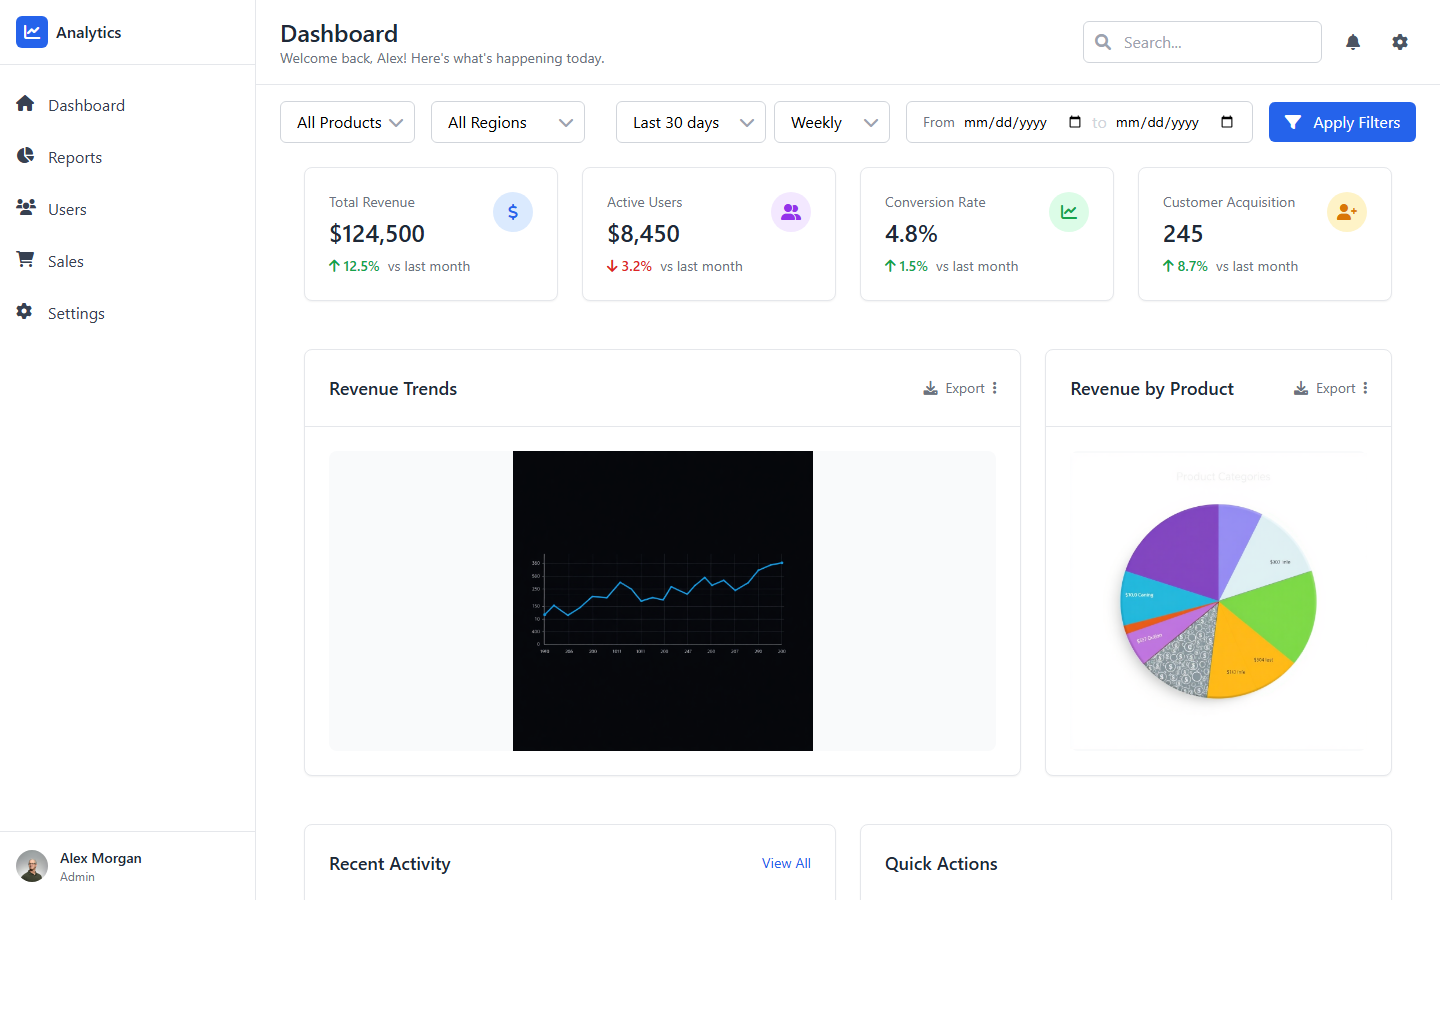 Analytics
Dashboard
Reports
Users
Sales
Settings
Alex Morgan
Admin
Dashboard
Welcome back, Alex! Here's what's happening today.
Search...
All Products
All Regions
Last 30 days
Weekly
From mm/dd/yyyy to mm/dd/yyyy
Apply Filters
Total Revenue
$124,500
12.5% vs last month
Active Users
$8,450
3.2% vs last month
Conversion Rate
4.8%
1.5% vs last month
Customer Acquisition
245
8.7% vs last month
Revenue Trends
Export
Revenue by Product
Export
Product Categories
Recent Activity
View All
Quick Actions